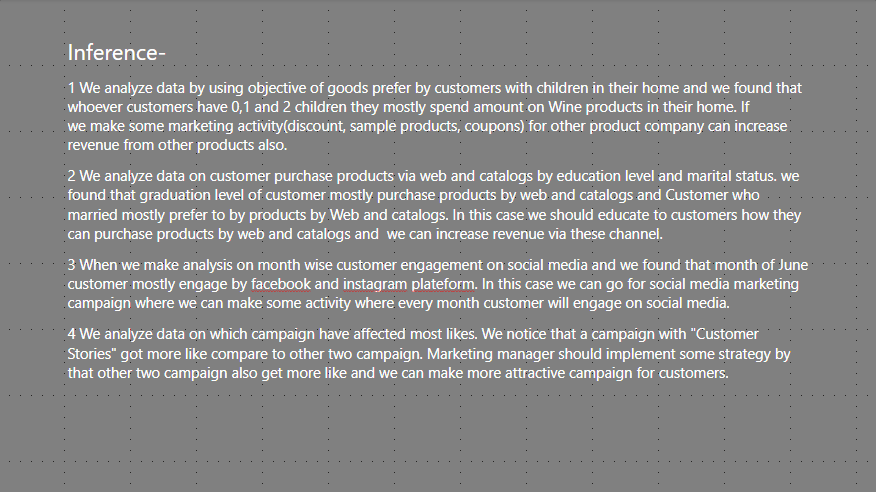 Inference-
1 We analyze data by using objective of goods prefer by customers with children in their home and we found that
whoever customers have 0,1 and 2 children they mostly spend amount on Wine products in their home. If
we make some marketing activity(discount, sample products, coupons) for other product company can increase
revenue from other products also.
2 We analyze data on customer purchase products via web and catalogs by education level and marital status. we
found that graduation level of customer mostly purchase products by web and catalogs and Customer who
married mostly prefer to by products by Web and catalogs. In this case we should educate to customers how they
can purchase products by web and catalogs and  we can increase revenue via these channel.
3 When we make analysis on month wise customer engagement on social media and we found that month of June
customer mostly engage by facebook and instagram plateform. In this case we can go for social media marketing
campaign where we can make some activity where every month customer will engage on social media.
4 We analyze data on which campaign have affected most likes. We notice that a campaign with "Customer
Stories" got more like compare to other two campaign. Marketing manager should implement some strategy by
that other two campaign also get more like and we can make more attractive campaign for customers.